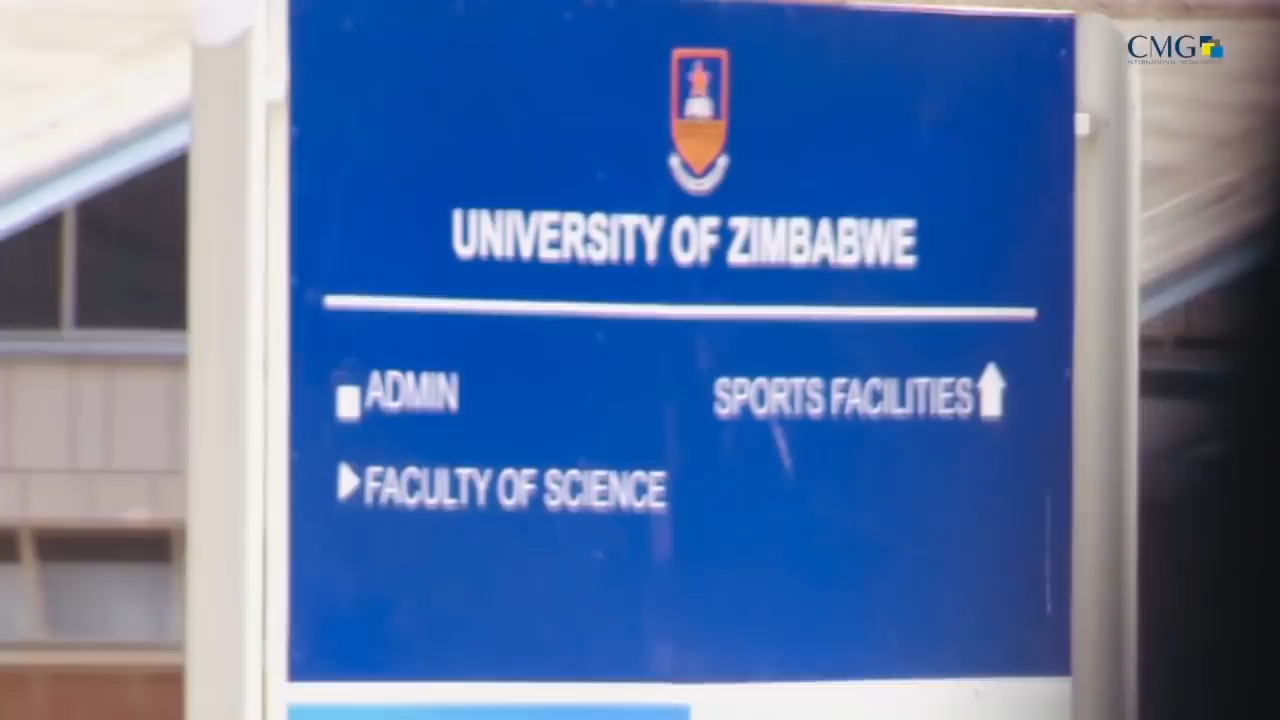 CMG
UNIVERSITY OF ZIMBABWE
ADMIN
SPORTS FACILITIES
FACULTY OF SCIENCE